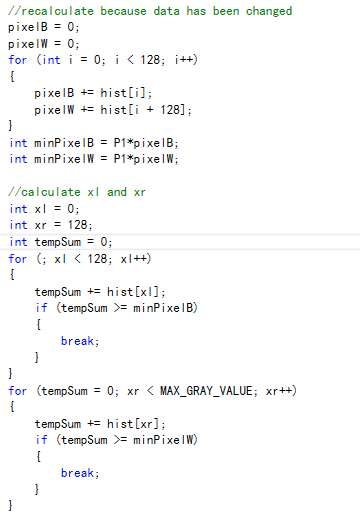 //recalculate because data has been changed
pixelB = 0;
pixelW = 0;
for (int i = 0; i < 128; i++)
{
    pixelB += hist[i];
    pixelW += hist[i + 128];
}
int minPixelB = P1*pixelB;
int minPixelW = P1*pixelW;

//calculate xl and xr
int xl = 0;
int xr = 128;
int tempSum = 0;
for (; xl < 128; xl++)
{
    tempSum += hist[xl];
    if (tempSum >= minPixelB)
    {
        break;
    }
}
for (tempSum = 0; xr < MAX_GRAY_VALUE; xr++)
{
    tempSum += hist[xr];
    if (tempSum >= minPixelW)
    {
        break;
    }
}